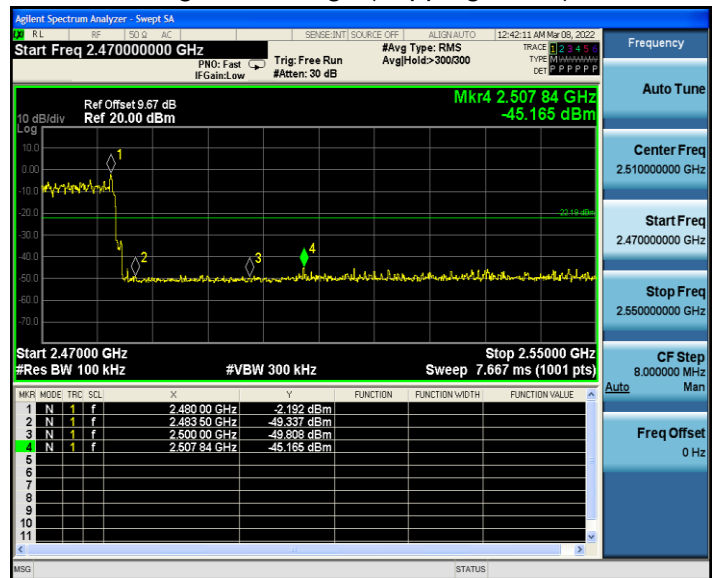 Agilent Spectrum Analyzer - Swept SA
RL RF 50 Ω AC SENSE:INT SOURCE OFF ALIGN AUTO 12:42:11 AM Mar 08, 2022
Start Freq 2.470000000 GHz
PNO: Fast
IFGain:Low
Trig: Free Run
#Atten: 30 dB
#Avg Type: RMS
Avg|Hold:>300/300
TRACE 1 2 3 4 5 6
TYPE M
DET P P P P P P
Frequency
Ref Offset 9.67 dB
10 dB/div Ref 20.00 dBm
Log
Mkr4 2.507 84 GHz
-45.165 dBm
10.0
0.00
-10.0
-20.0
-30.0
-40.0
-50.0
-60.0
-70.0
1
2
3
4
-22.19 dBm
Start 2.47000 GHz Stop 2.55000 GHz
#Res BW 100 kHz #VBW 300 kHz Sweep 7.667 ms (1001 pts)
MKR MODE TRC SCL X Y FUNCTION FUNCTION WIDTH FUNCTION VALUE
1 N 1 f 2.480 00 GHz -2.192 dBm
2 N 1 f 2.483 50 GHz -49.337 dBm
3 N 1 f 2.500 00 GHz -49.808 dBm
4 N 1 f 2.507 84 GHz -45.165 dBm
5
6
7
8
9
10
11
MSG STATUS
Auto Tune
Center Freq
2.510000000 GHz
Start Freq
2.470000000 GHz
Stop Freq
2.550000000 GHz
CF Step
8.000000 MHz
Auto Man
Freq Offset
0 Hz